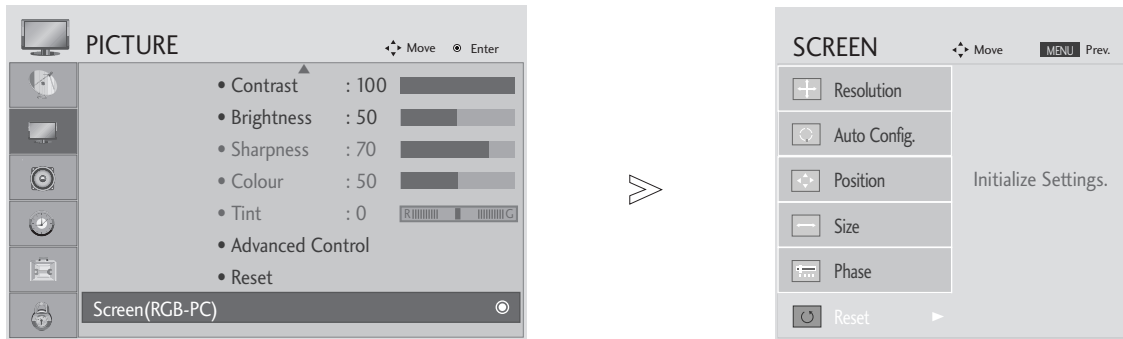 PICTURE
Move Enter
• Contrast : 100
• Brightness : 50
• Sharpness : 70
• Colour : 50
• Tint : 0 R G
• Advanced Control
• Reset
Screen(RGB-PC)
SCREEN
Move MENU Prev.
Resolution
Auto Config.
Position
Initialize Settings.
Size
Phase
Reset